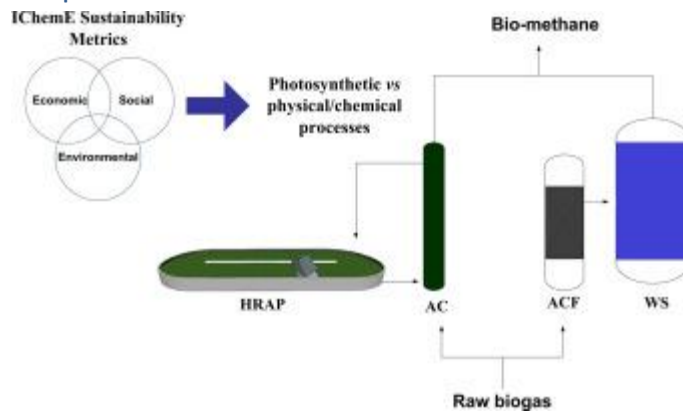 IChemE Sustainability
Metrics
Economic
Social
Environmental
Photosynthetic vs
physical/chemical
processes
Bio-methane
HRAP
AC
ACF
WS
Raw biogas